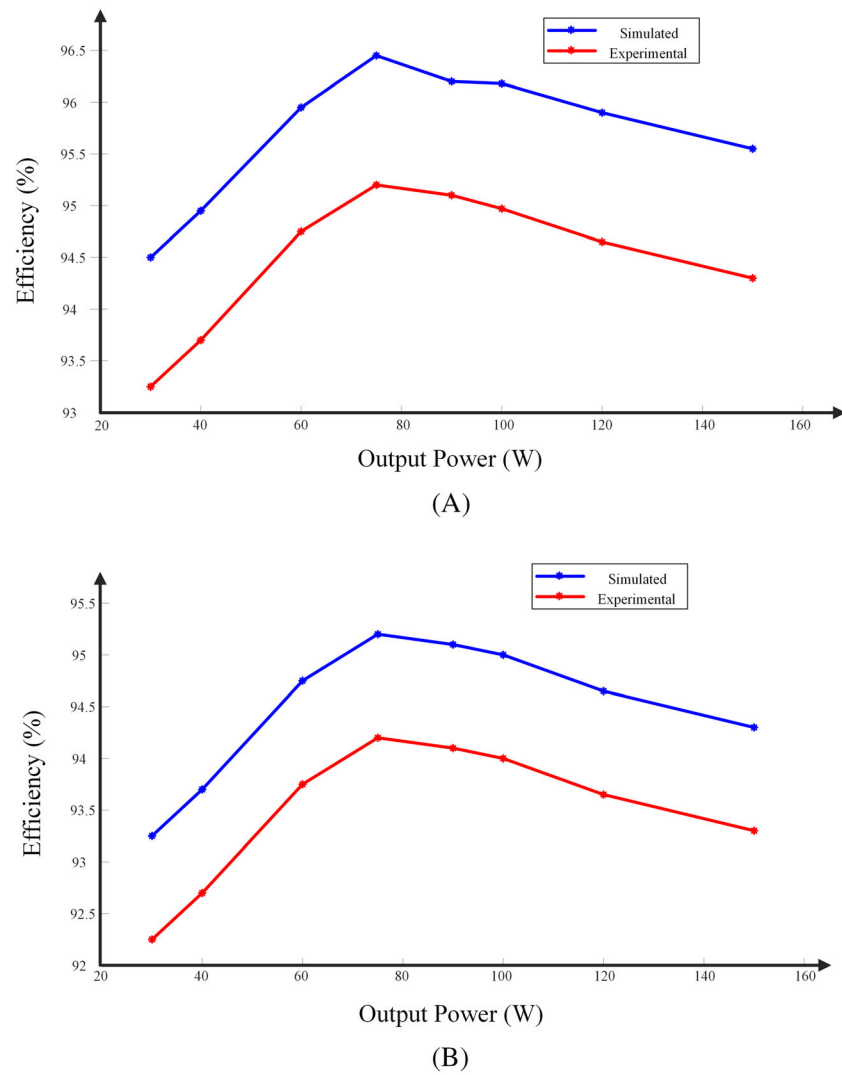 Simulated
Experimental
96.5
96
95.5
95
94.5
94
93.5
93
20 40 60 80 100 120 140 160
Efficiency (%)
Output Power (W)
(A)
Simulated
Experimental
95.5
95
94.5
94
93.5
93
92.5
92
20 40 60 80 100 120 140 160
Efficiency (%)
Output Power (W)
(B)